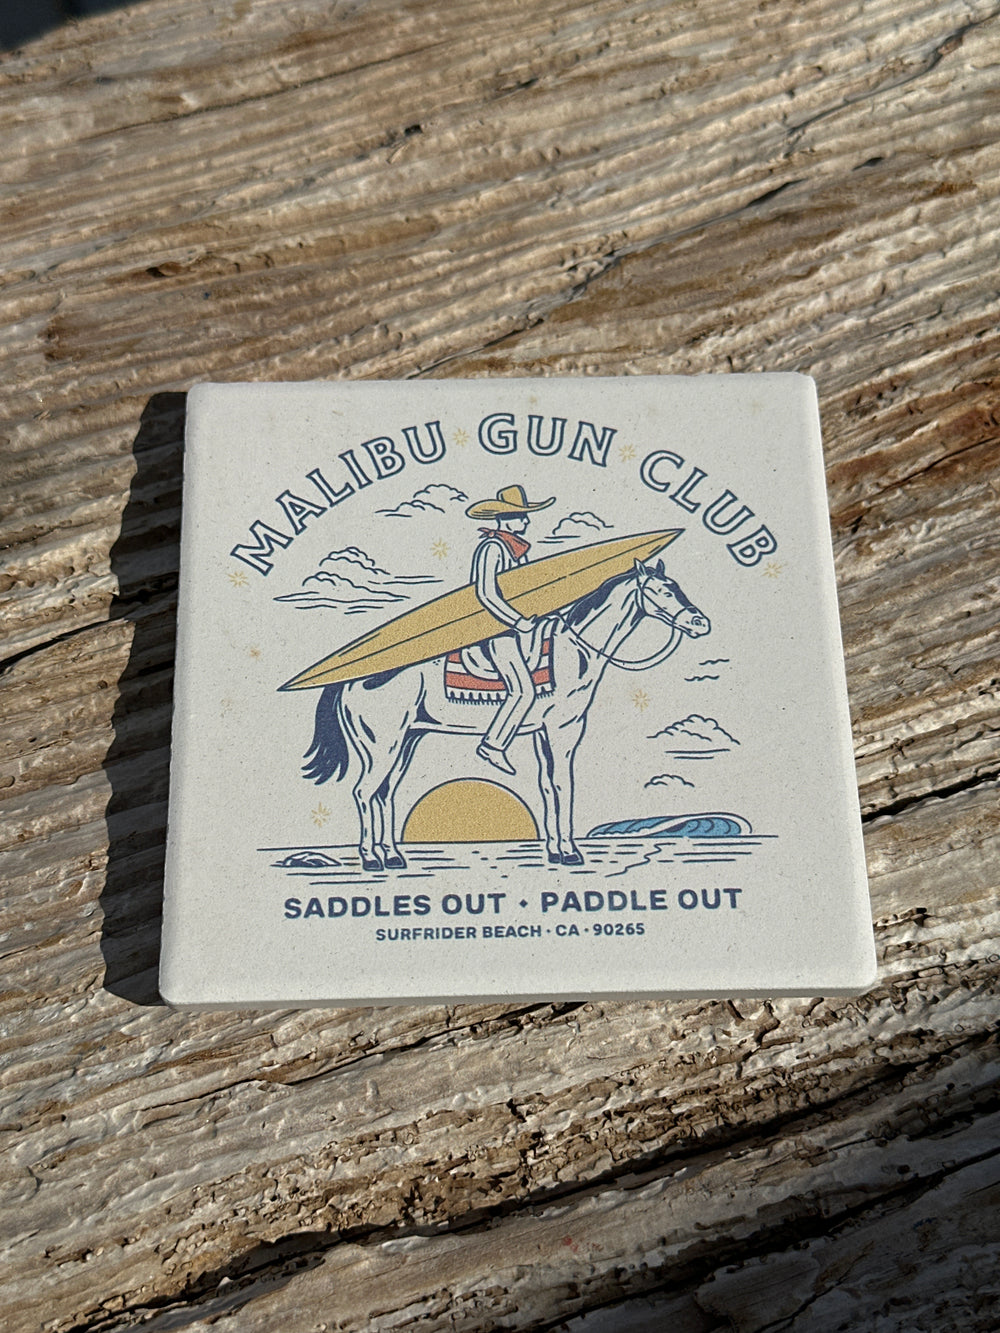 MALIBU GUN CLUB
SADDLES OUT • PADDLE OUT
SURFRIDER BEACH • CA • 90265